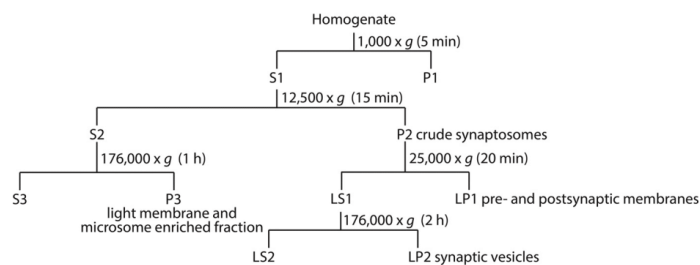 Homogenate
1,000 x g (5 min)
S1
P1
12,500 x g (15 min)
S2
P2 crude synaptosomes
176,000 x g (1 h)
25,000 x g (20 min)
S3
P3
light membrane and
microsome enriched fraction
LS1
LP1 pre- and postsynaptic membranes
176,000 x g (2 h)
LS2
LP2 synaptic vesicles